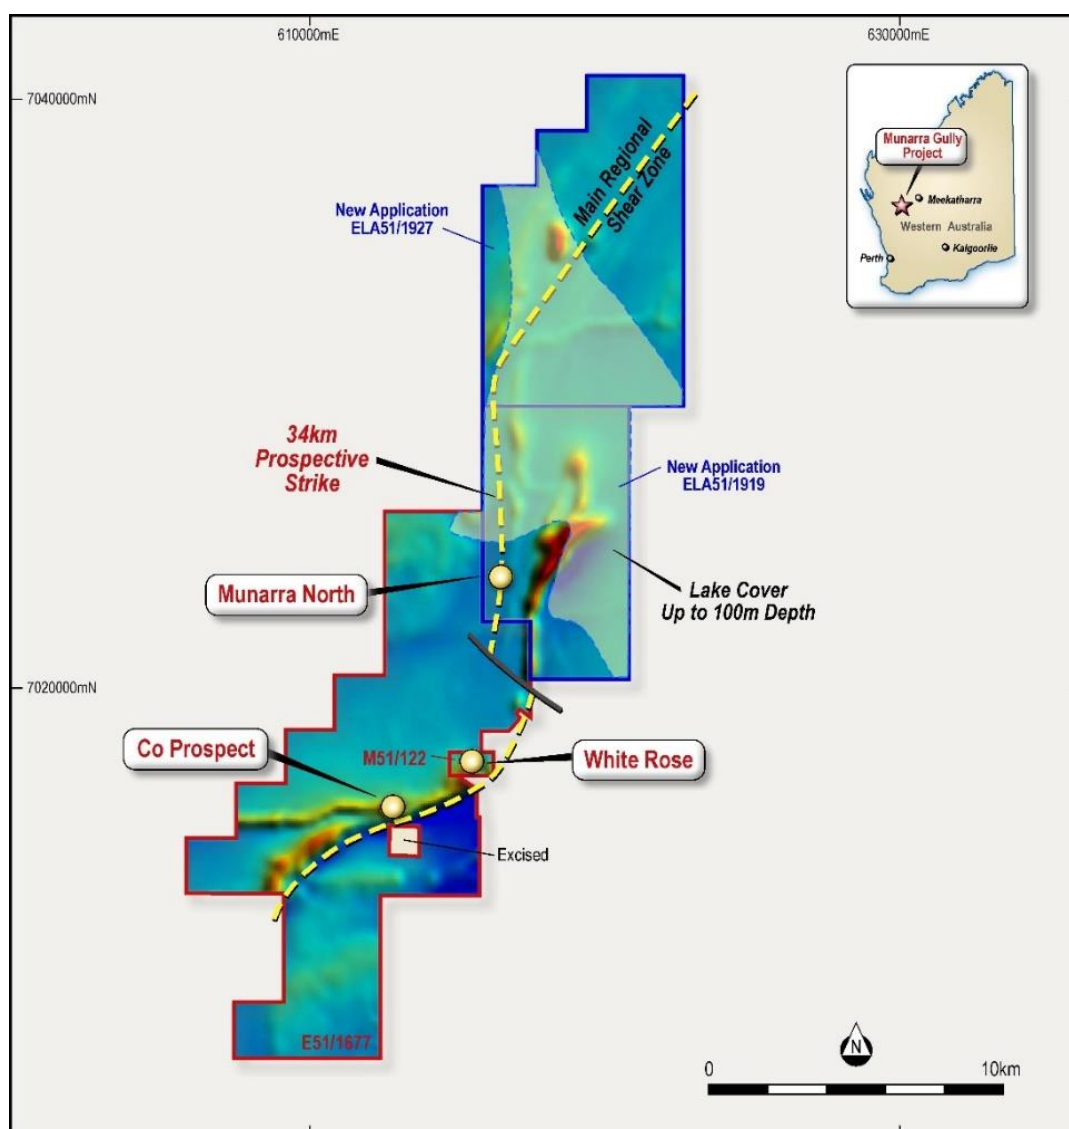 610000mE
630000mE
7040000mN
Munarra Gully
Project
Meekatharra
Western Australia
Kalgoorlie
Perth
Main Regional
Shear Zone
New Application
ELA51/1927
34km
Prospective
Strike
New Application
ELA51/1919
Munarra North
Lake Cover
Up to 100m Depth
7020000mN
Co Prospect
M51/122
White Rose
Excised
E51/1677
N
0
10km